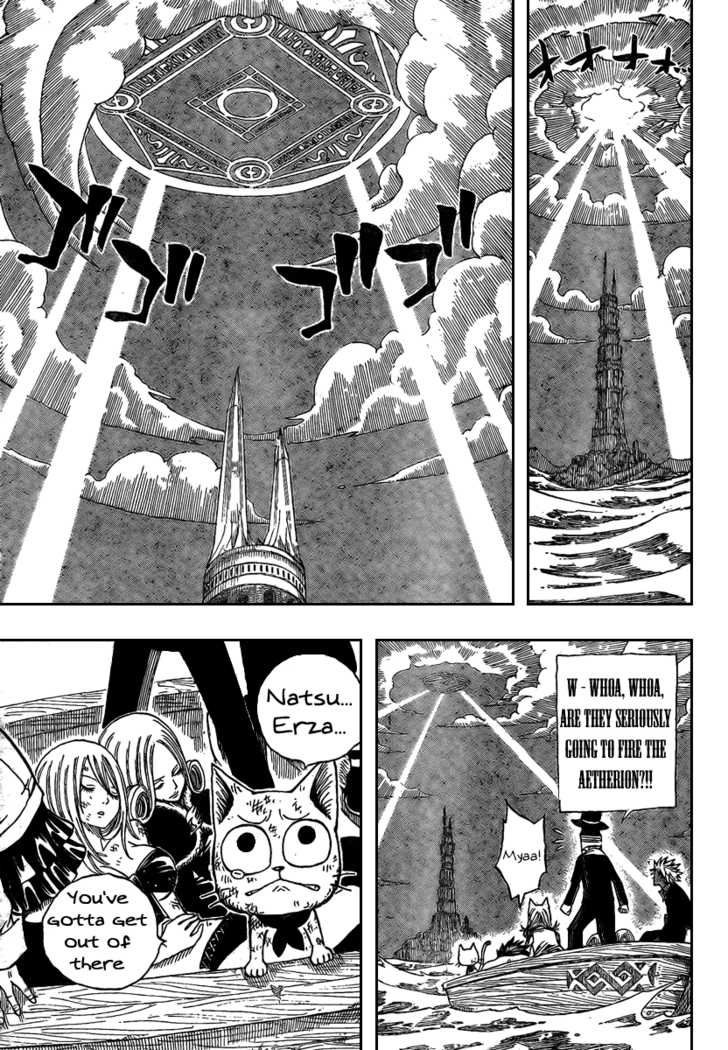 オオオオ...
ゴゴゴゴ
W - WHOA, WHOA,
ARE THEY SERIOUSLY
GOING TO FIRE THE
AETHERION?!!
Myaa!
Natsu...
Erza...
You've
Gotta Get
out of
there